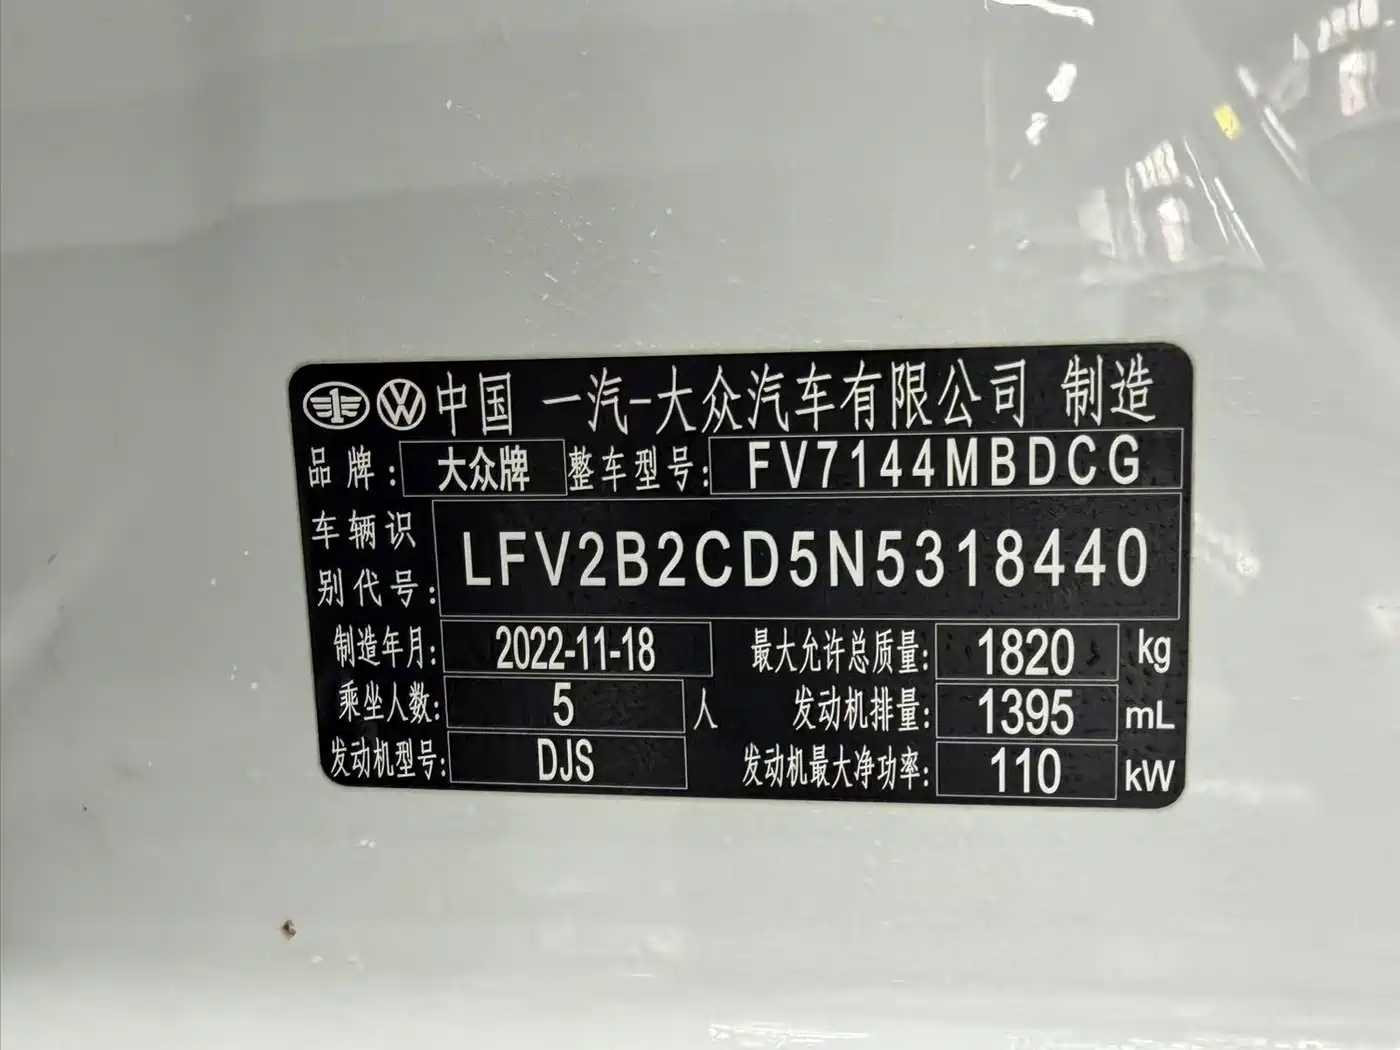 中国 一汽-大众汽车有限公司 制造
品牌: 大众牌 整车型号: FV7144MBDCG
车辆识别代号: LFV2B2CD5N5318440
制造年月: 2022-11-18 最大允许总质量: 1820 kg
乘坐人数: 5 人 发动机排量: 1395 mL
发动机型号: DJS 发动机最大净功率: 110 kW